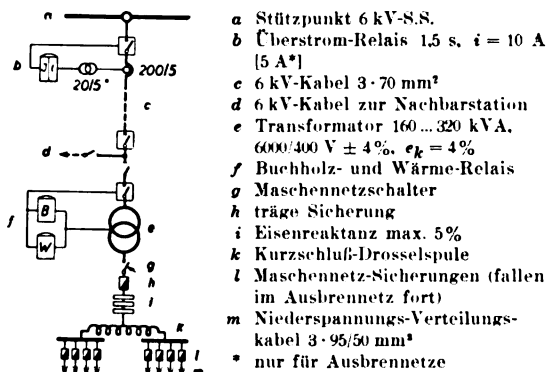 a
b
20/5*
200/5
c
d
f
B
W
e
g
h
i
k
l
m
a Stützpunkt 6 kV-S.S.
b Überstrom-Relais 1,5 s, i = 10 A
[5 A*]
c 6 kV-Kabel 3·70 mm²
d 6 kV-Kabel zur Nachbarstation
e Transformator 160 ... 320 kVA,
6000/400 V ± 4%, eₖ = 4%
f Buchholz- und Wärme-Relais
g Maschennetzschalter
h träge Sicherung
i Eisenreaktanz max. 5%
k Kurzschluß-Drosselspule
l Maschennetz-Sicherungen (fallen
im Ausbrennetz fort)
m Niederspannungs-Verteilungs-
kabel 3·95/50 mm²
* nur für Ausbrennetze